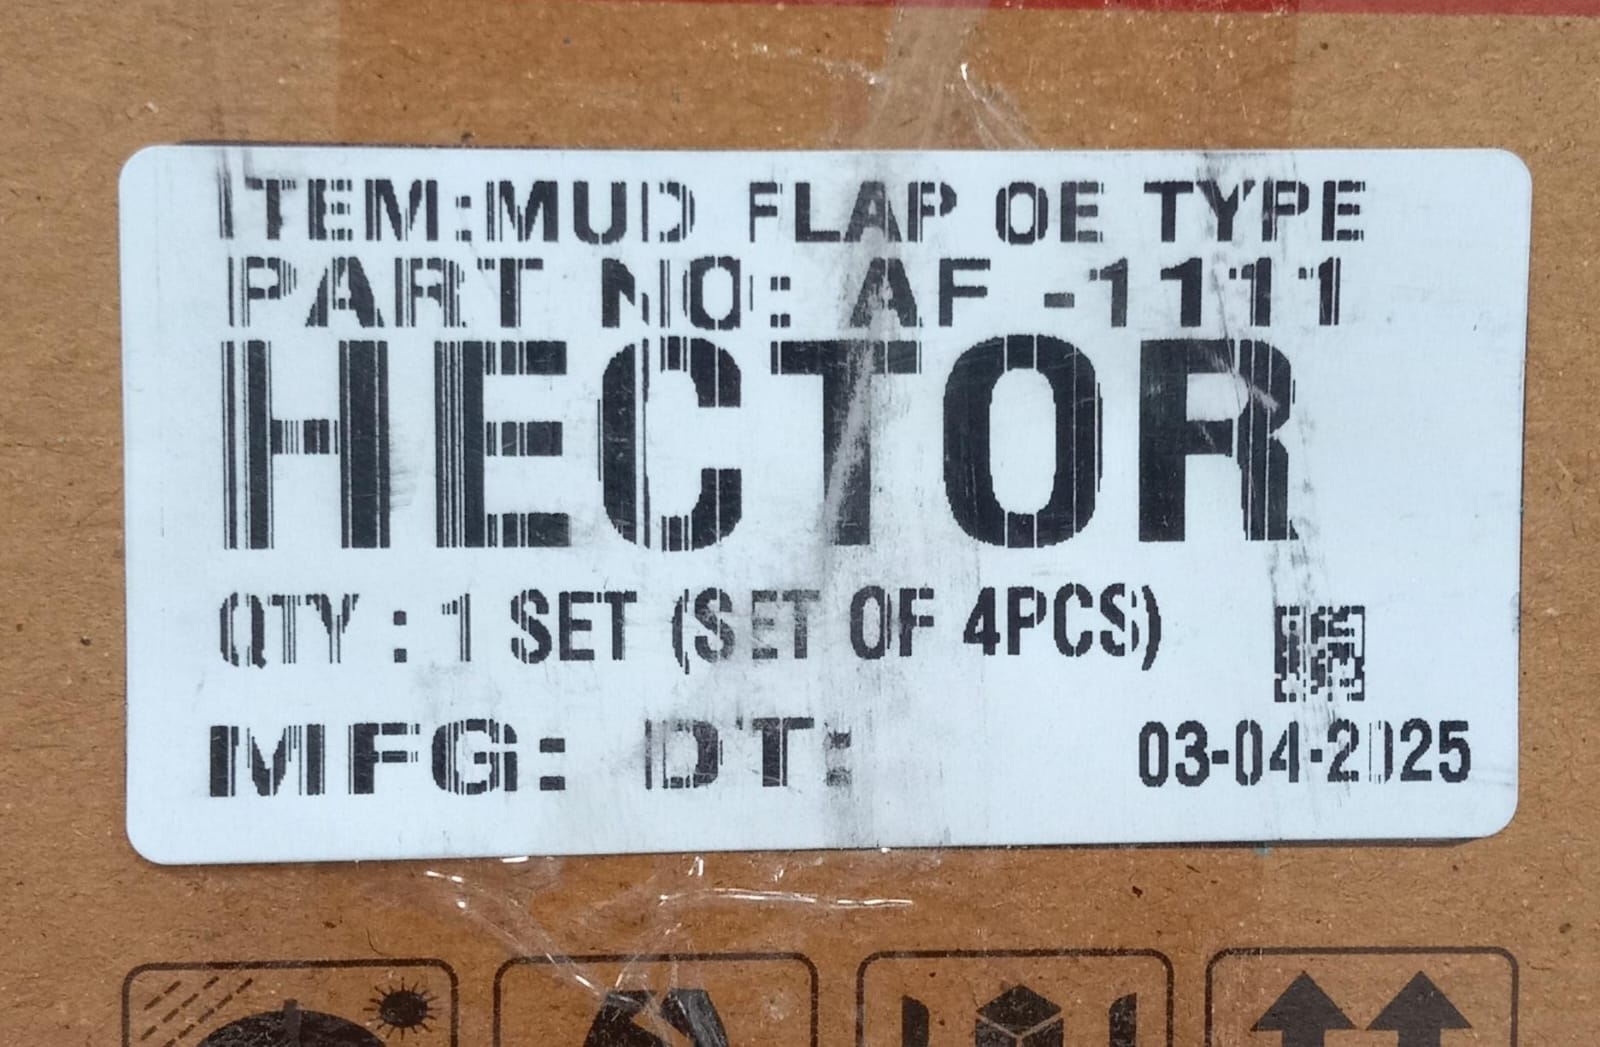 ITEM:MUD FLAP OE TYPE
PART NO: AF -1111
HECTOR
QTY : 1 SET (SET OF 4PCS)
MFG: DT: 03-04-2025